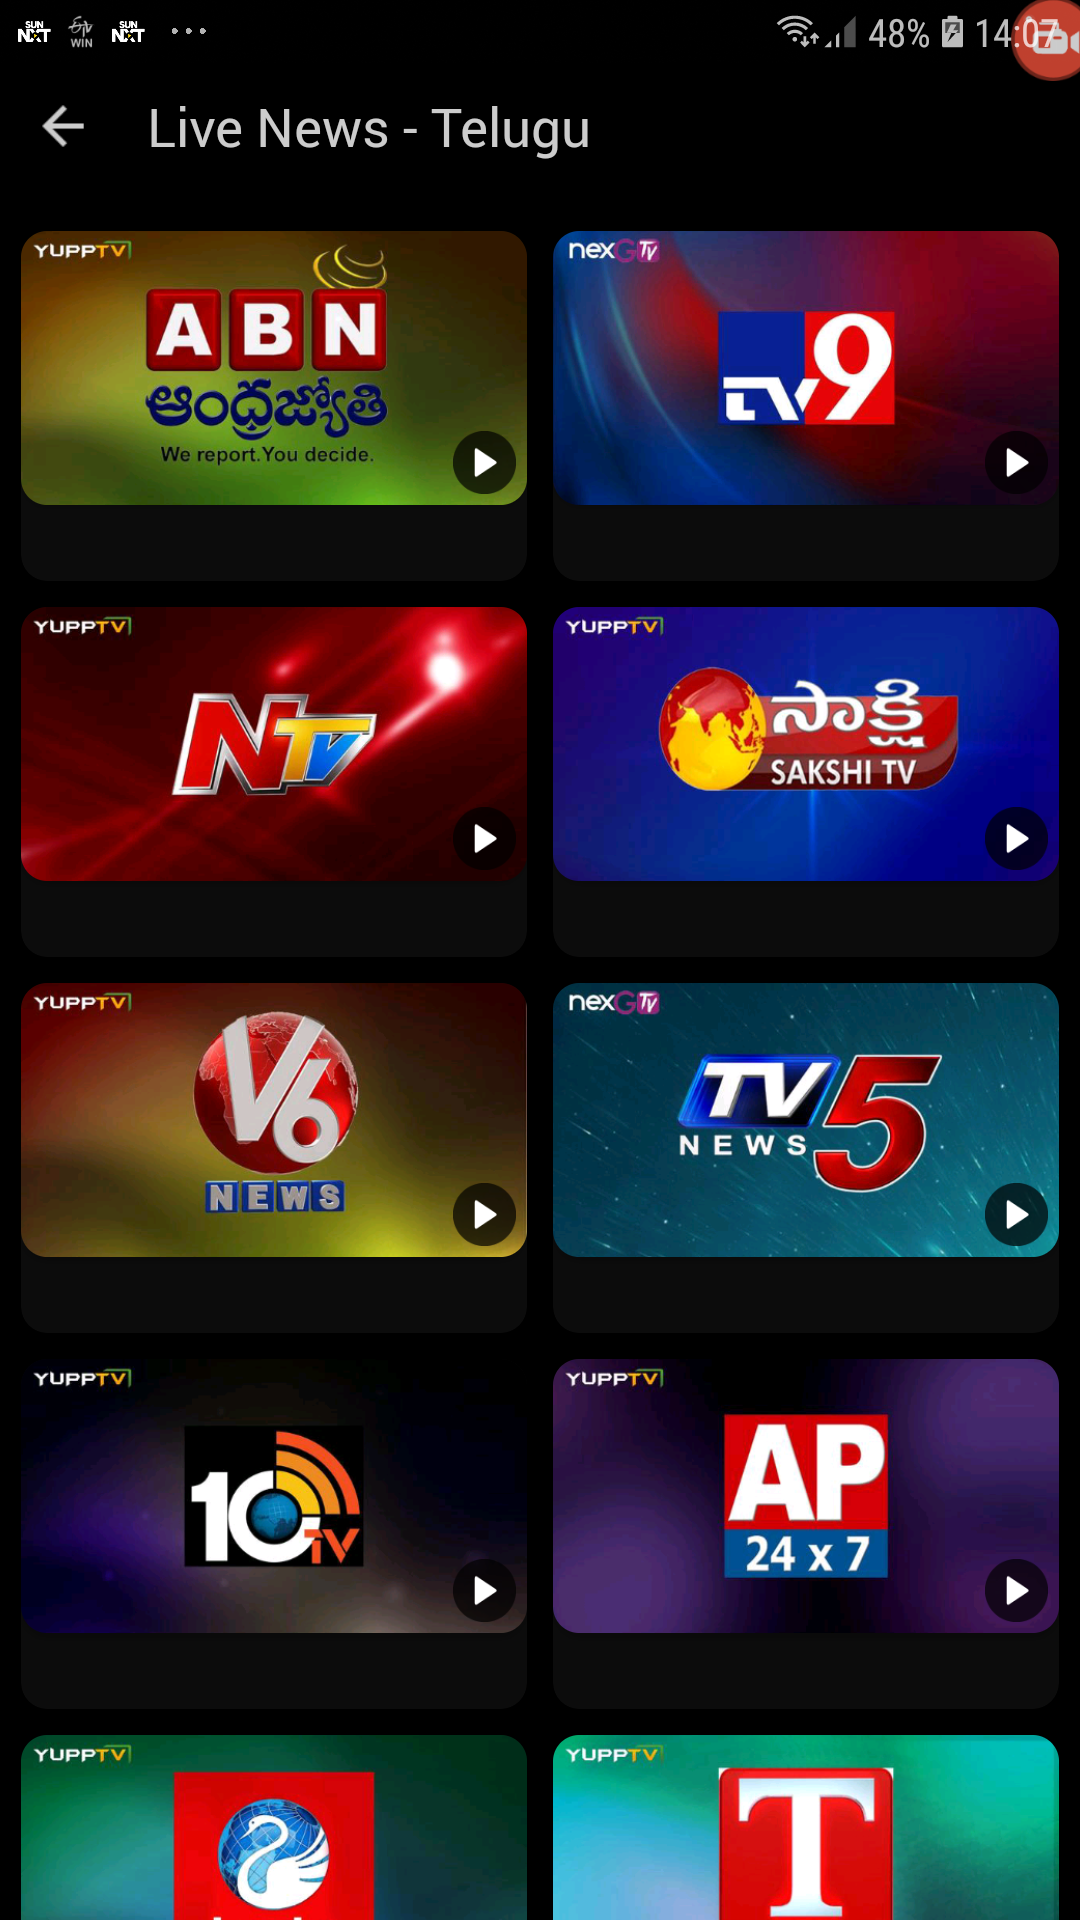 SUN NXT WIN SUN NXT 48% 14:07
Live News - Telugu
YUPPTV
ABN
ఆంధ్రజ్యోతి
We report.You decide.
nexGTv
TV9
YUPPTV
NTV
YUPPTV
సాక్షి
SAKSHI TV
YUPPTV
V6
NEWS
nexGTv
TV5
NEWS
YUPPTV
10TV
YUPPTV
AP
24 x 7
YUPPTV
YUPPTV
T